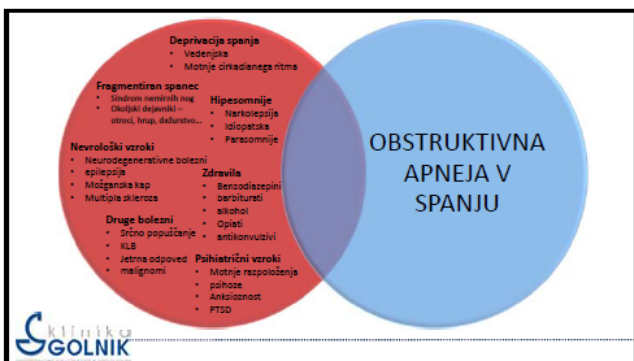 Deprivacija spanja
• Vedenjska
• Motnje cirkadianega ritma
Fragmentiran spanec
• Sindrom nemirnih nog
• Okoljski dejavniki –
otroci, hrup, dežurstvo...
Hipesomnije
• Narkolepsija
• Idiopatska
• Parasomnije
Nevrološki vzroki
• Neurodegenerativne bolezni
• epilepsija
• Možganska kap
• Multipla skleroza
Zdravila
• Benzodiazepini
• barbiturati
• alkohol
• Opiati
• antikonvulzivi
Druge bolezni
• Srčno popuščanje
• KLB
• Jetrna odpoved
• malignomi
Psihiatrični vzroki
• Motnje razpoloženja
• psihoze
• Anksioznost
• PTSD
OBSTRUKTIVNA
APNEJA V
SPANJU
klinika
GOLNIK